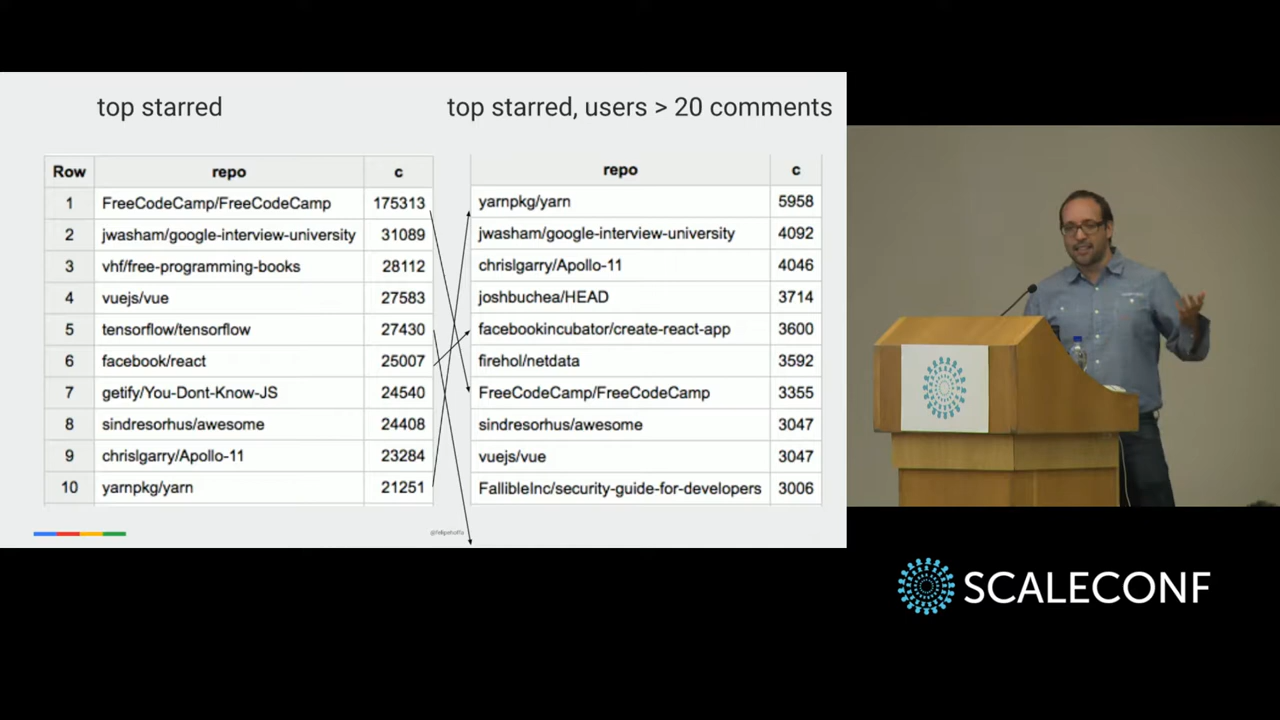 top starred
top starred, users > 20 comments
Row repo c
1 FreeCodeCamp/FreeCodeCamp 175313
2 jwasham/google-interview-university 31089
3 vhf/free-programming-books 28112
4 vuejs/vue 27583
5 tensorflow/tensorflow 27430
6 facebook/react 25007
7 getify/You-Dont-Know-JS 24540
8 sindresorhus/awesome 24408
9 chrislgarry/Apollo-11 23284
10 yarnpkg/yarn 21251
repo c
yarnpkg/yarn 5958
jwasham/google-interview-university 4092
chrislgarry/Apollo-11 4046
joshbuchea/HEAD 3714
facebookincubator/create-react-app 3600
firehol/netdata 3592
FreeCodeCamp/FreeCodeCamp 3355
sindresorhus/awesome 3047
vuejs/vue 3047
FallibleInc/security-guide-for-developers 3006
@felipehoffa
SCALECONF